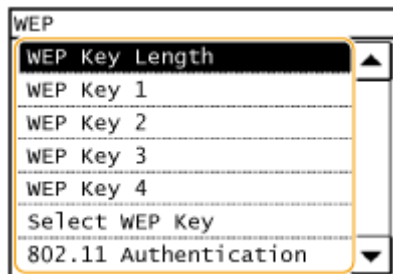 WEP
WEP Key Length
WEP Key 1
WEP Key 2
WEP Key 3
WEP Key 4
Select WEP Key
802.11 Authentication